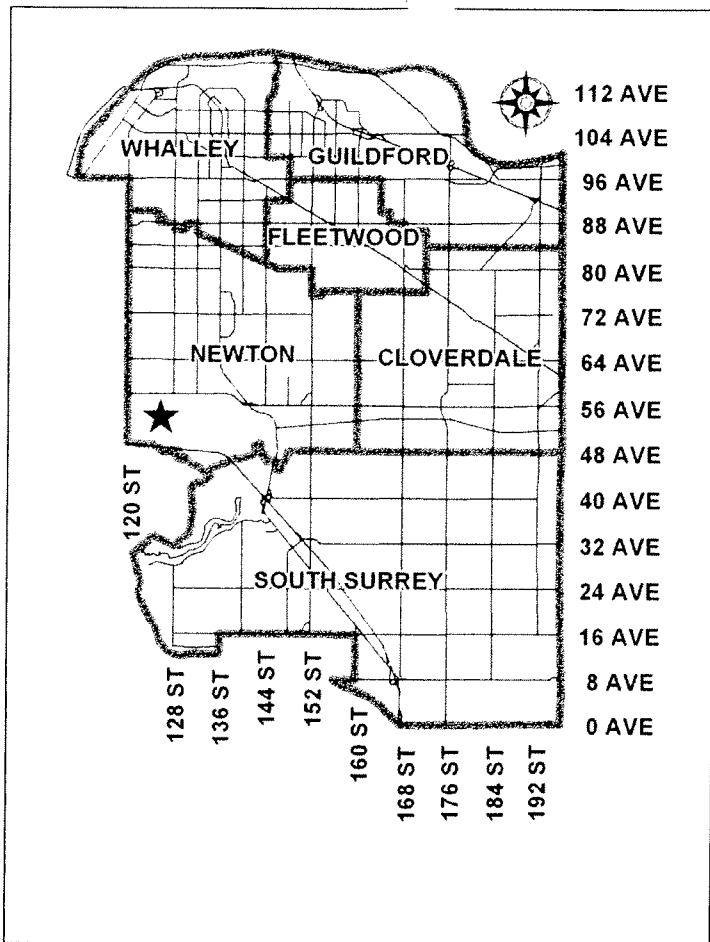 112 AVE
104 AVE
WHALLEY
GUILDFORD
96 AVE
88 AVE
FLEETWOOD
80 AVE
72 AVE
NEWTON
CLOVERDALE
64 AVE
56 AVE
48 AVE
120 ST
40 AVE
32 AVE
SOUTH SURREY
24 AVE
16 AVE
8 AVE
0 AVE
128 ST
136 ST
144 ST
152 ST
160 ST
168 ST
176 ST
184 ST
192 ST